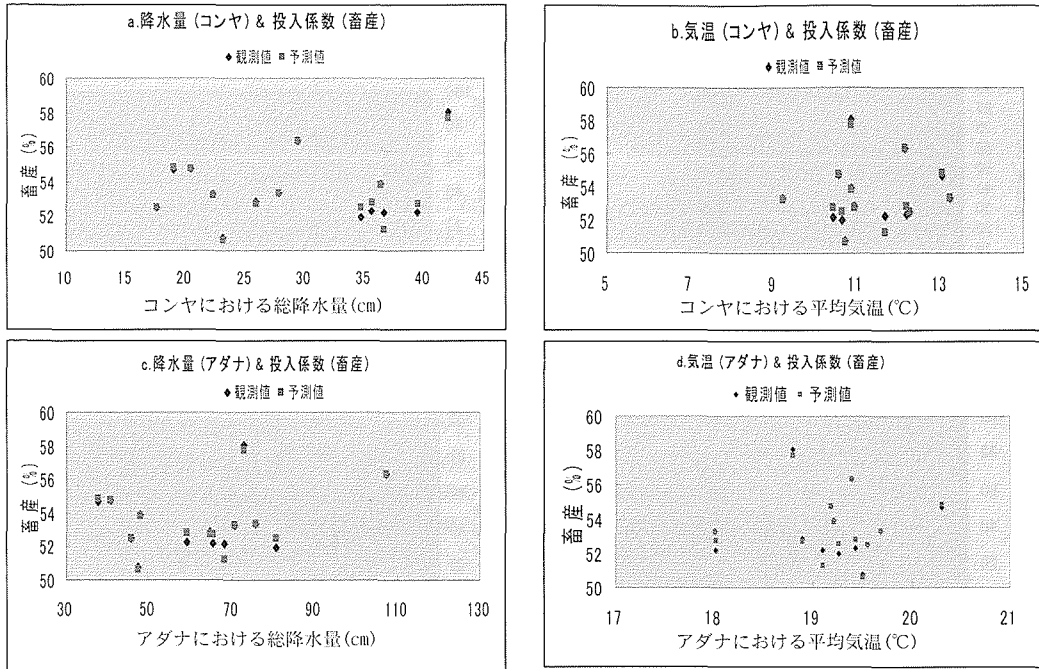 a.降水量(コンヤ)& 投入係数(畜産)
◆観測値 ■予測値
畜産 (%)
60
58
56
54
52
50
10 15 20 25 30 35 40 45
コンヤにおける総降水量(cm)
b.気温(コンヤ)& 投入係数(畜産)
◆観測値 ■予測値
畜産 (%)
60
58
56
54
52
50
5 7 9 11 13 15
コンヤにおける平均気温(℃)
c.降水量(アダナ)& 投入係数(畜産)
◆観測値 ■予測値
畜産 (%)
60
58
56
54
52
50
30 50 70 90 110 130
アダナにおける総降水量(cm)
d.気温(アダナ)& 投入係数(畜産)
◆観測値 ■予測値
畜産 (%)
60
58
56
54
52
50
17 18 19 20 21
アダナにおける平均気温(℃)